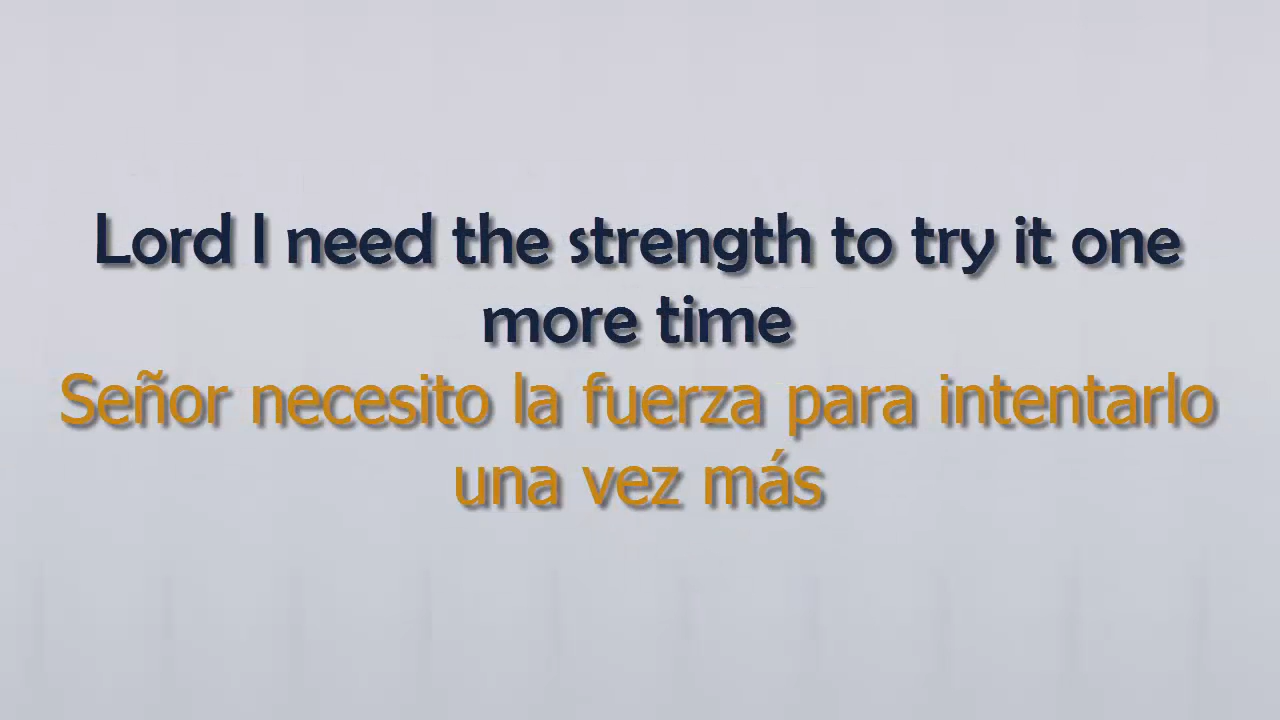 Lord I need the strength to try it one
more time
Señor necesito la fuerza para intentarlo
una vez más